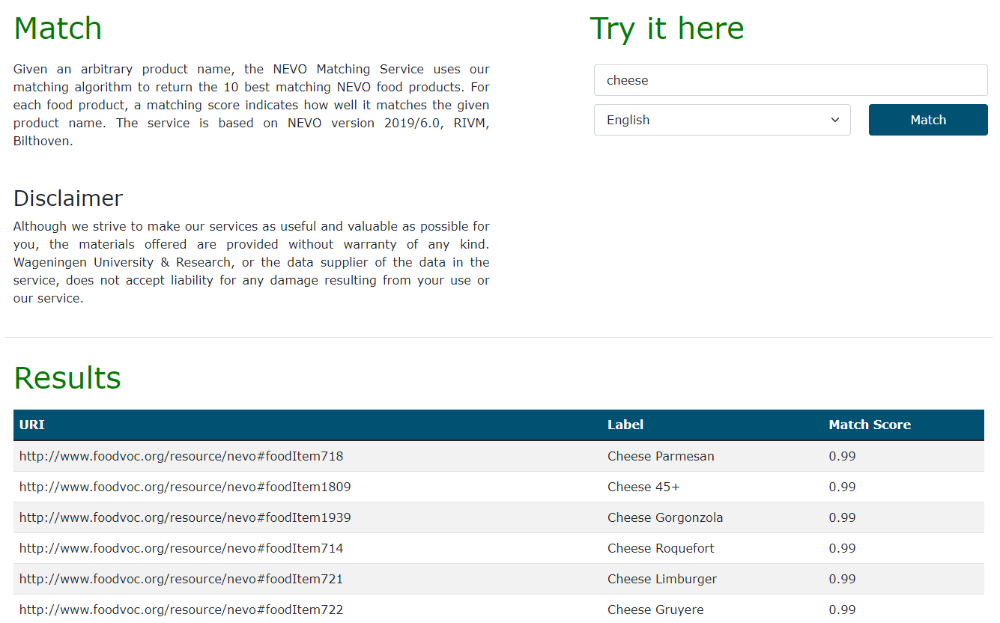 Match
Given an arbitrary product name, the NEVO Matching Service uses our
matching algorithm to return the 10 best matching NEVO food products. For
each food product, a matching score indicates how well it matches the given
product name. The service is based on NEVO version 2019/6.0, RIVM,
Bilthoven.
Disclaimer
Although we strive to make our services as useful and valuable as possible for
you, the materials offered are provided without warranty of any kind.
Wageningen University & Research, or the data supplier of the data in the
service, does not accept liability for any damage resulting from your use or
our service.
Try it here
cheese
English Match
Results
URI Label Match Score
http://www.foodvoc.org/resource/nevo#foodItem718 Cheese Parmesan 0.99
http://www.foodvoc.org/resource/nevo#foodItem1809 Cheese 45+ 0.99
http://www.foodvoc.org/resource/nevo#foodItem1939 Cheese Gorgonzola 0.99
http://www.foodvoc.org/resource/nevo#foodItem714 Cheese Roquefort 0.99
http://www.foodvoc.org/resource/nevo#foodItem721 Cheese Limburger 0.99
http://www.foodvoc.org/resource/nevo#foodItem722 Cheese Gruyere 0.99